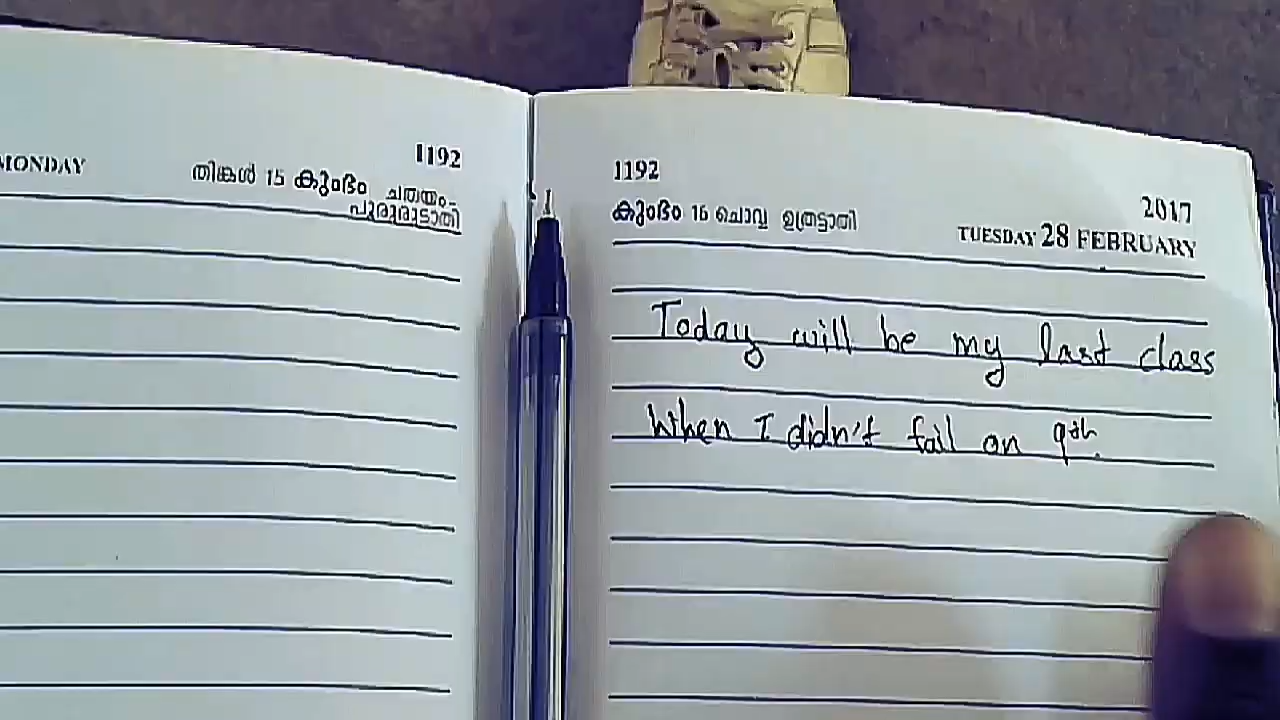 MONDAY
1192
തിങ്കൾ 15 കുംഭം ചതയം-
പൂരുരുട്ടാതി
1192
2017
കുംഭം 16 ചൊവ്വ ഉത്രട്ടാതി
TUESDAY 28 FEBRUARY
Today will be my last class
When I didn't fail on 9th.